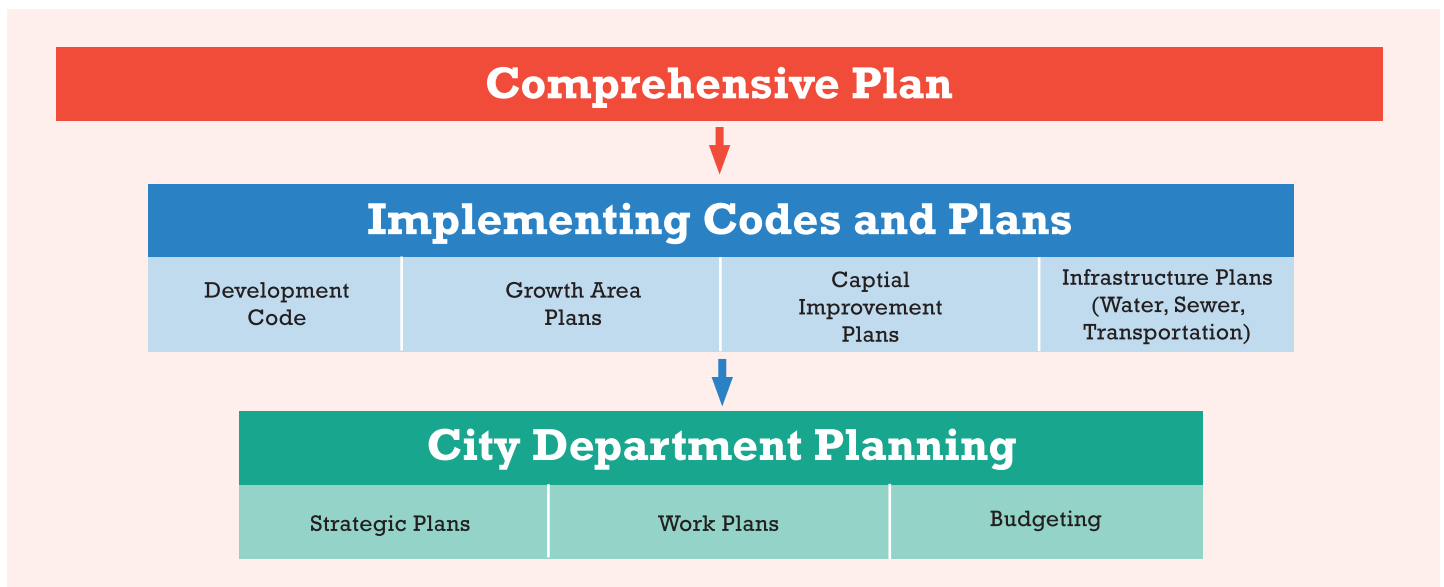 Comprehensive Plan
Implementing Codes and Plans
Development
Code
Growth Area
Plans
Captial
Improvement
Plans
Infrastructure Plans
(Water, Sewer,
Transportation)
City Department Planning
Strategic Plans
Work Plans
Budgeting